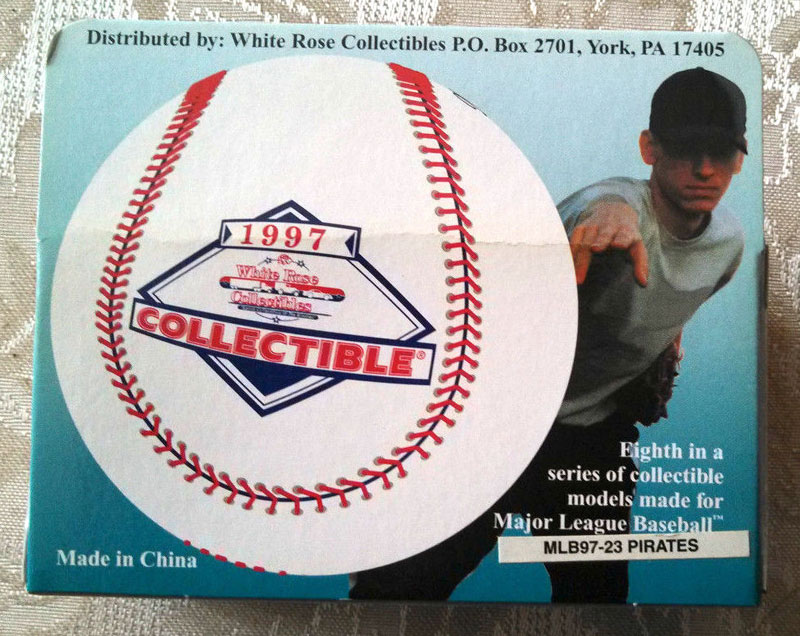 Distributed by: White Rose Collectibles P.O. Box 2701, York, PA 17405
1997
White Rose
Collectibles
COLLECTIBLE®
Eighth in a
series of collectible
models made for
Major League Baseball™
MLB97-23 PIRATES
Made in China